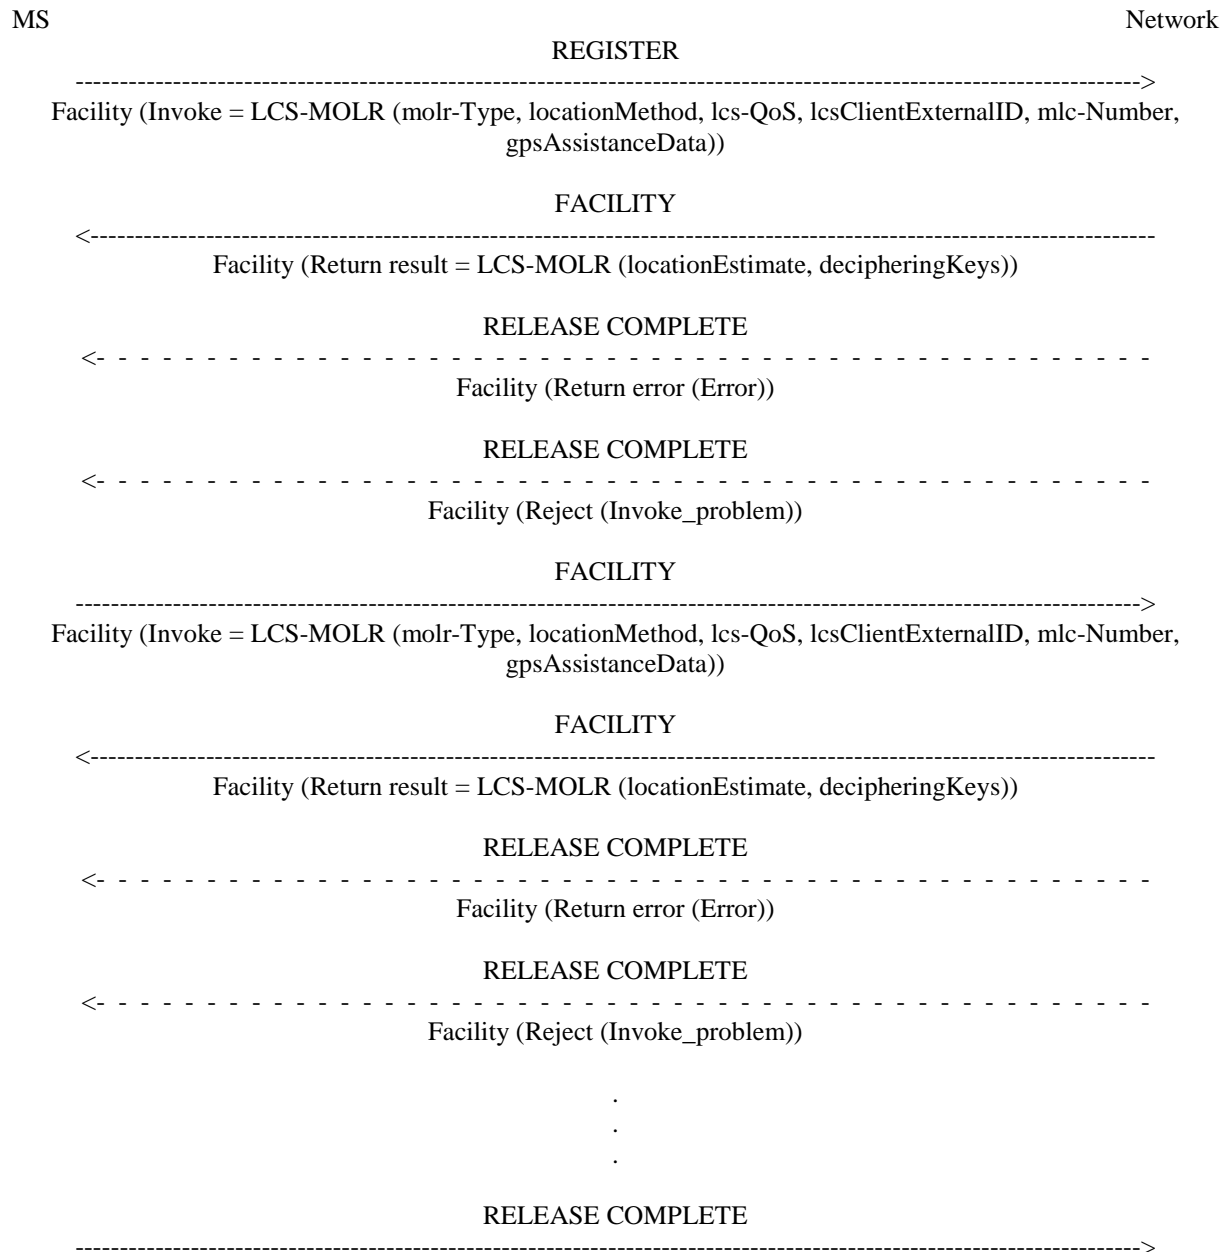 MS Network
REGISTER
------------------------------------------------------------------------------------------------------------------------>
Facility (Invoke = LCS-MOLR (molr-Type, locationMethod, lcs-QoS, lcsClientExternalID, mlc-Number,
gpsAssistanceData))
FACILITY
<------------------------------------------------------------------------------------------------------------------------
Facility (Return result = LCS-MOLR (locationEstimate, decipheringKeys))
RELEASE COMPLETE
<- - - - - - - - - - - - - - - - - - - - - - - - - - - - - - - - - - - - - - - - - - - - - - - - - - - - - - - - -
Facility (Return error (Error))
RELEASE COMPLETE
<- - - - - - - - - - - - - - - - - - - - - - - - - - - - - - - - - - - - - - - - - - - - - - - - - - - - - - - - -
Facility (Reject (Invoke_problem))
FACILITY
------------------------------------------------------------------------------------------------------------------------>
Facility (Invoke = LCS-MOLR (molr-Type, locationMethod, lcs-QoS, lcsClientExternalID, mlc-Number,
gpsAssistanceData))
FACILITY
<------------------------------------------------------------------------------------------------------------------------
Facility (Return result = LCS-MOLR (locationEstimate, decipheringKeys))
RELEASE COMPLETE
<- - - - - - - - - - - - - - - - - - - - - - - - - - - - - - - - - - - - - - - - - - - - - - - - - - - - - - - - -
Facility (Return error (Error))
RELEASE COMPLETE
<- - - - - - - - - - - - - - - - - - - - - - - - - - - - - - - - - - - - - - - - - - - - - - - - - - - - - - - - -
Facility (Reject (Invoke_problem))
.
.
.
RELEASE COMPLETE
------------------------------------------------------------------------------------------------------------------------>